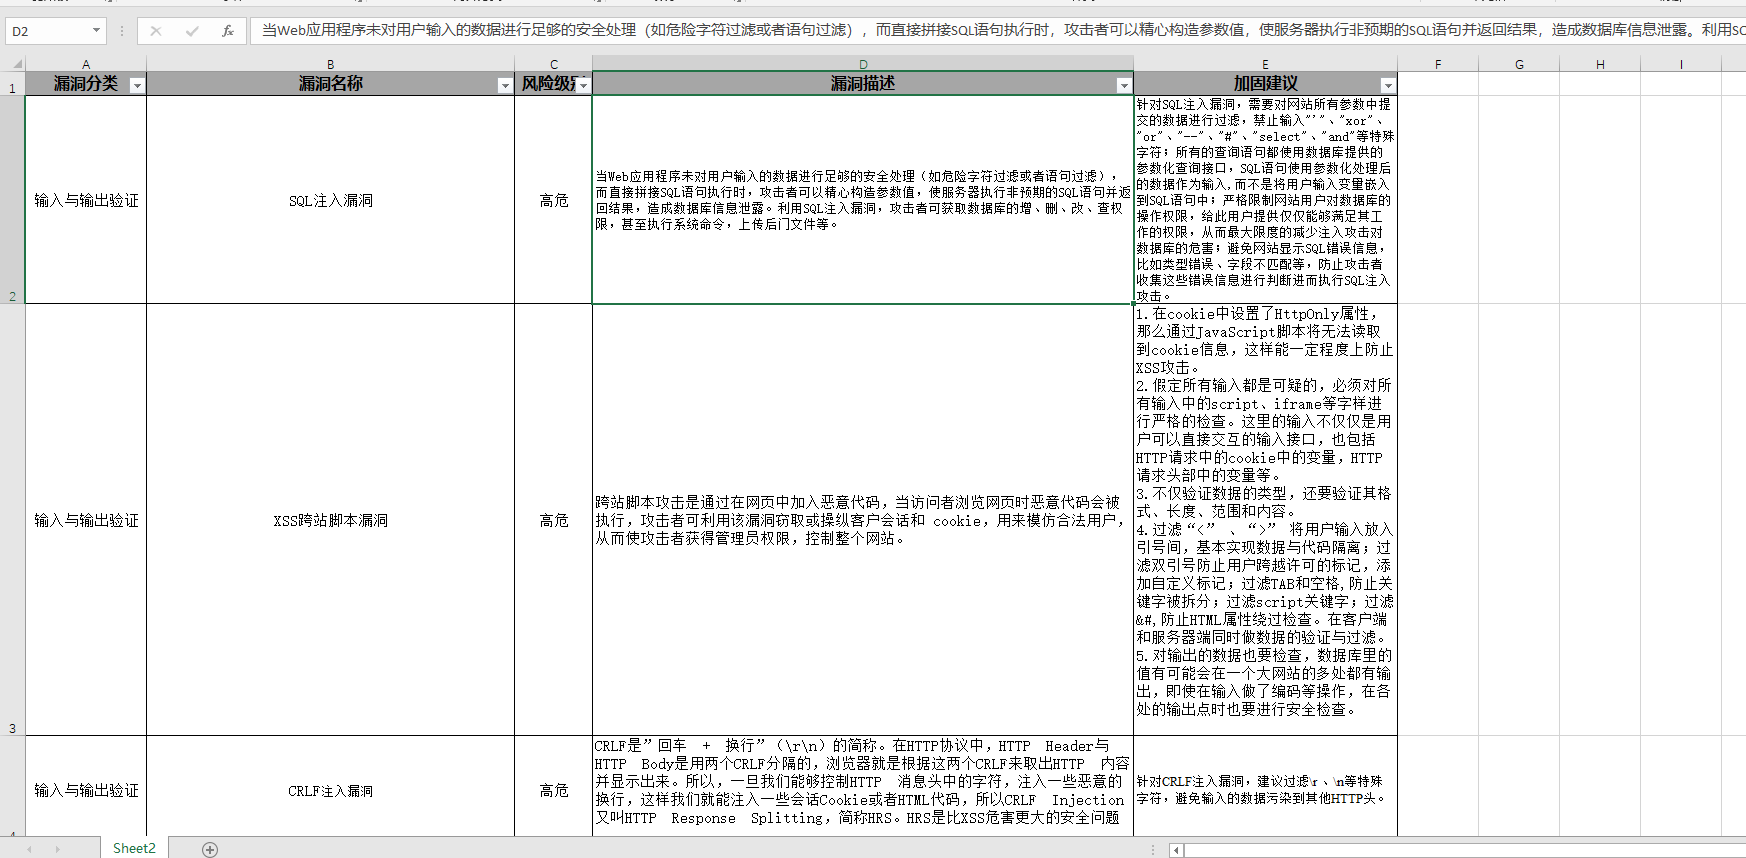 D2
fx
当Web应用程序未对用户输入的数据进行足够的安全处理（如危险字符过滤或者语句过滤），而直接拼接SQL语句执行时，攻击者可以精心构造参数值，使服务器执行非预期的SQL语句并返回结果，造成数据库信息泄露。利用SQ
A B C D E F G H I
1
漏洞分类 漏洞名称 风险级别 漏洞描述 加固建议
2
输入与输出验证
SQL注入漏洞
高危
当Web应用程序未对用户输入的数据进行足够的安全处理（如危险字符过滤或者语句过滤），
而直接拼接SQL语句执行时，攻击者可以精心构造参数值，使服务器执行非预期的SQL语句并返
回结果，造成数据库信息泄露。利用SQL注入漏洞，攻击者可获取数据库的增、删、改、查权
限，甚至执行系统命令，上传后门文件等。
针对SQL注入漏洞，需要对网站所有参数中提
交的数据进行过滤，禁止输入"'"、"xor"、
"or"、"--"、"#"、"select"、"and"等特殊
字符；所有的查询语句都使用数据库提供的
参数化查询接口，SQL语句使用参数化处理后
的数据作为输入,而不是将用户输入变量嵌入
到SQL语句中；严格限制网站用户对数据库的
操作权限，给此用户提供仅仅能够满足其工
作的权限，从而最大限度的减少注入攻击对
数据库的危害；避免网站显示SQL错误信息，
比如类型错误、字段不匹配等，防止攻击者
收集这些错误信息进行判断进而执行SQL注入
攻击。
3
输入与输出验证
XSS跨站脚本漏洞
高危
跨站脚本攻击是通过在网页中加入恶意代码，当访问者浏览网页时恶意代码会被
执行，攻击者可利用该漏洞窃取或操纵客户会话和 cookie，用来模仿合法用户，
从而使攻击者获得管理员权限，控制整个网站。
1.在cookie中设置了HttpOnly属性，
那么通过JavaScript脚本将无法读取
到cookie信息，这样能一定程度上防止
XSS攻击。
2.假定所有输入都是可疑的，必须对所
有输入中的script、iframe等字样进
行严格的检查。这里的输入不仅仅是用
户可以直接交互的输入接口，也包括
HTTP请求中的cookie中的变量，HTTP
请求头部中的变量等。
3.不仅验证数据的类型，还要验证其格
式、长度、范围和内容。
4.过滤“<” 、“>” 将用户输入放入
引号间，基本实现数据与代码隔离；过
滤双引号防止用户跨越许可的标记，添
加自定义标记；过滤TAB和空格,防止关
键字被拆分；过滤script关键字；过滤
&#,防止HTML属性绕过检查。在客户端
和服务器端同时做数据的验证与过滤。
5.对输出的数据也要检查，数据库里的
值有可能会在一个大网站的多处都有输
出，即使在输入做了编码等操作，在各
处的输出点时也要进行安全检查。
4
输入与输出验证
CRLF注入漏洞
高危
CRLF是”回车 + 换行”（\r\n）的简称。在HTTP协议中，HTTP Header与
HTTP Body是用两个CRLF分隔的，浏览器就是根据这两个CRLF来取出HTTP 内容
并显示出来。所以，一旦我们能够控制HTTP 消息头中的字符，注入一些恶意的
换行，这样我们就能注入一些会话Cookie或者HTML代码，所以CRLF Injection
又叫HTTP Response Splitting，简称HRS。HRS是比XSS危害更大的安全问题
针对CRLF注入漏洞，建议过滤\r、\n等特殊
字符，避免输入的数据污染到其他HTTP头。
Sheet2